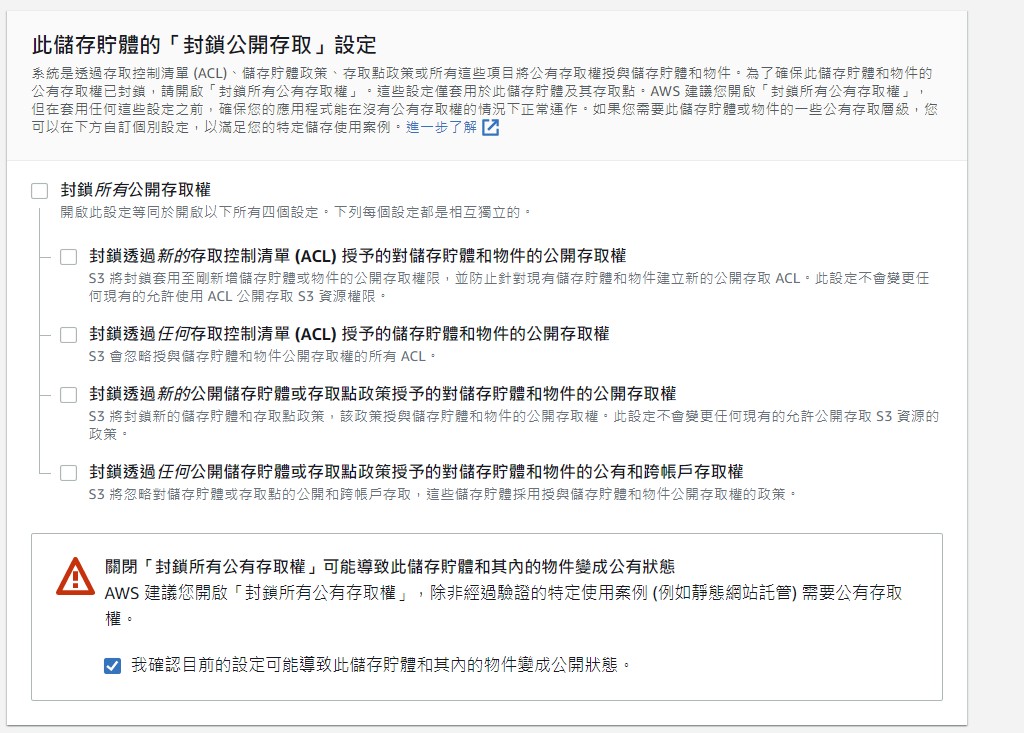 此儲存貯體的「封鎖公開存取」設定
系統是透過存取控制清單 (ACL)、儲存貯體政策、存取點政策或所有這些項目將公有存取權授與儲存貯體和物件。為了確保此儲存貯體和物件的
公有存取權已封鎖，請開啟「封鎖所有公有存取權」。這些設定僅套用於此儲存貯體及其存取點。AWS 建議您開啟「封鎖所有公有存取權」，
但在套用任何這些設定之前，確保您的應用程式能在沒有公有存取權的情況下正常運作。如果您需要此儲存貯體或物件的一些公有存取層級，您
可以在下方自訂個別設定，以滿足您的特定儲存使用案例。進一步了解
封鎖所有公開存取權
開啟此設定等同於開啟以下所有四個設定。下列每個設定都是相互獨立的。
封鎖透過新的存取控制清單 (ACL) 授予的對儲存貯體和物件的公開存取權
S3 將封鎖套用至剛新增儲存貯體或物件的公開存取權限，並防止針對現有儲存貯體和物件建立新的公開存取 ACL。此設定不會變更任
何現有的允許使用 ACL 公開存取 S3 資源權限。
封鎖透過任何存取控制清單 (ACL) 授予的儲存貯體和物件的公開存取權
S3 會忽略授與儲存貯體和物件公開存取權的所有 ACL。
封鎖透過新的公開儲存貯體或存取點政策授予的對儲存貯體和物件的公開存取權
S3 將封鎖新的儲存貯體和存取點政策，該政策授與儲存貯體和物件的公開存取權。此設定不會變更任何現有的允許公開存取 S3 資源的
政策。
封鎖透過任何公開儲存貯體或存取點政策授予的對儲存貯體和物件的公有和跨帳戶存取權
S3 將忽略對儲存貯體或存取點的公開和跨帳戶存取，這些儲存貯體採用授與儲存貯體和物件公開存取權的政策。
關閉「封鎖所有公有存取權」可能導致此儲存貯體和其內的物件變成公有狀態
AWS 建議您開啟「封鎖所有公有存取權」，除非經過驗證的特定使用案例 (例如靜態網站託管) 需要公有存取
權。
我確認目前的設定可能導致此儲存貯體和其內的物件變成公開狀態。